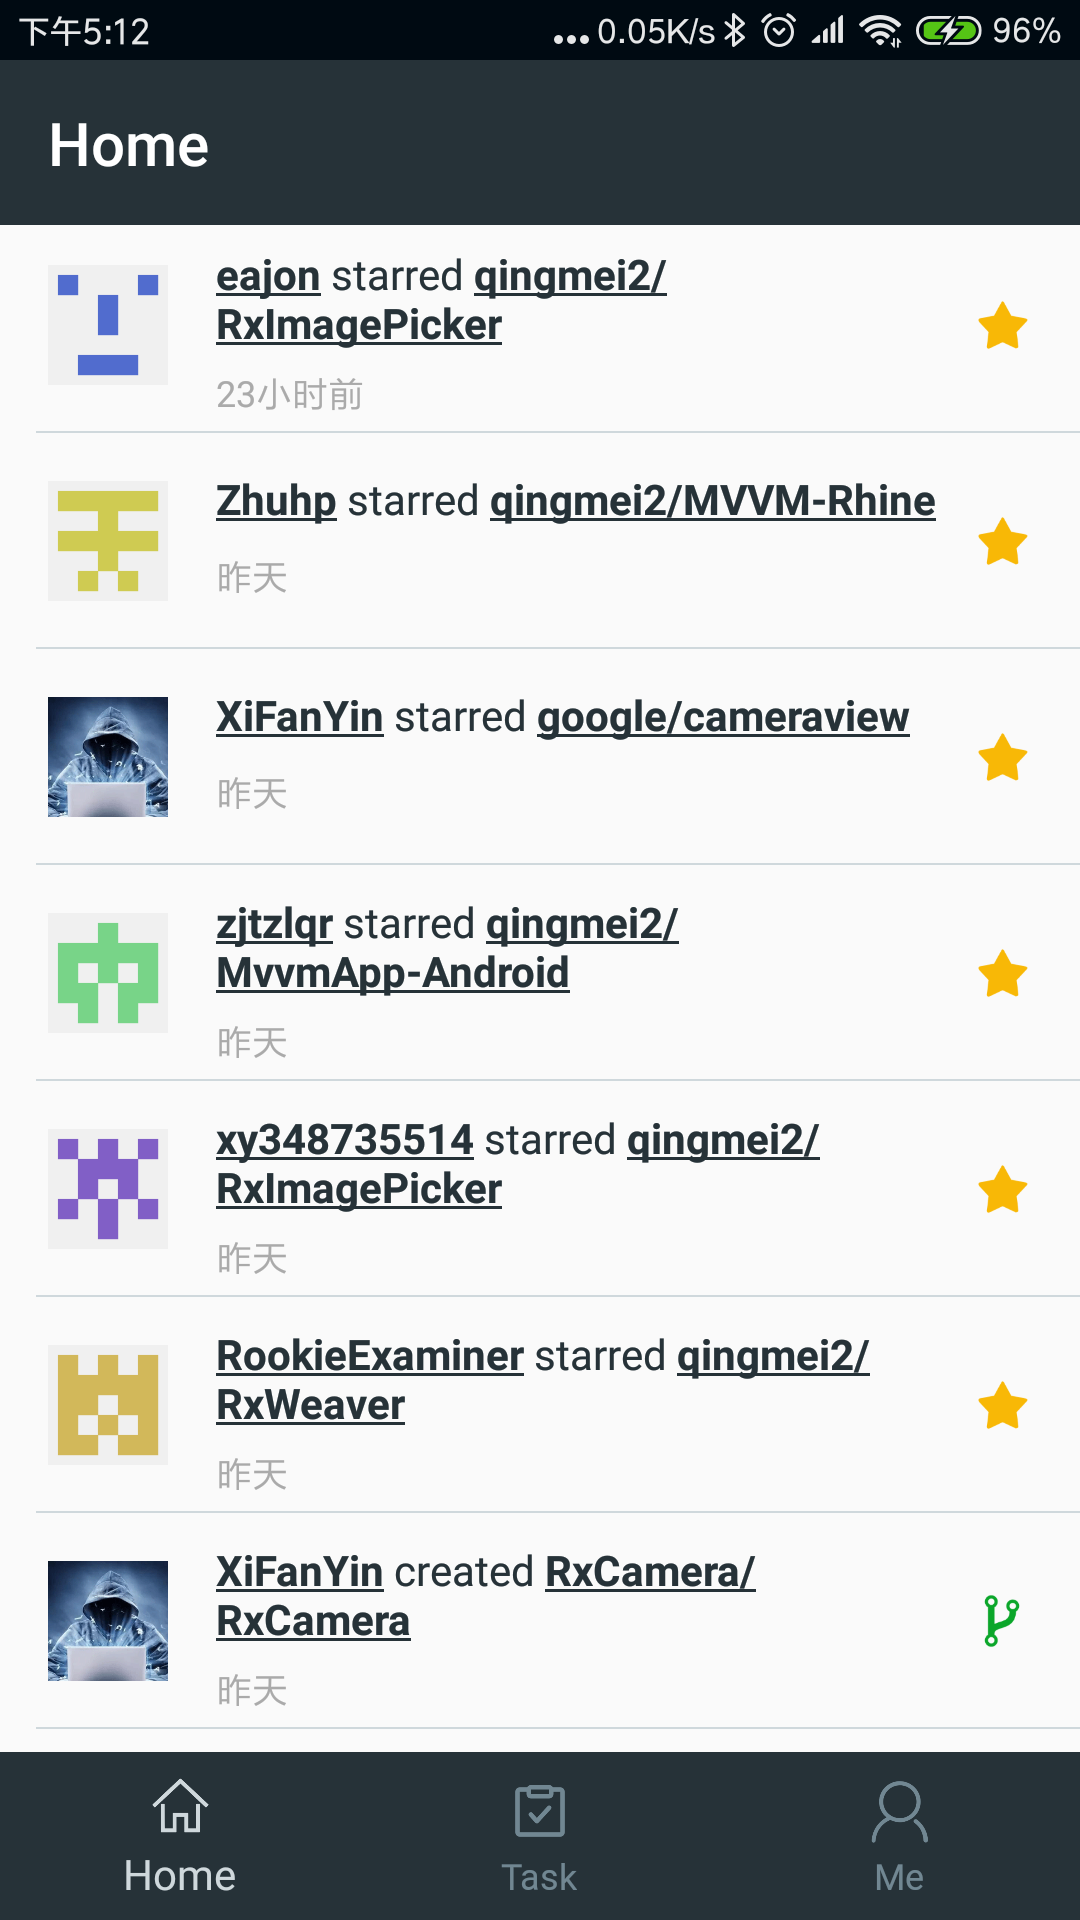 下午5:12
...0.05K/s 96%
Home
eajon starred qingmei2/
RxImagePicker
23小时前
Zhuhp starred qingmei2/MVVM-Rhine
昨天
XiFanYin starred google/cameraview
昨天
zjtzlqr starred qingmei2/
MvvmApp-Android
昨天
xy348735514 starred qingmei2/
RxImagePicker
昨天
RookieExaminer starred qingmei2/
RxWeaver
昨天
XiFanYin created RxCamera/
RxCamera
昨天
Home
Task
Me